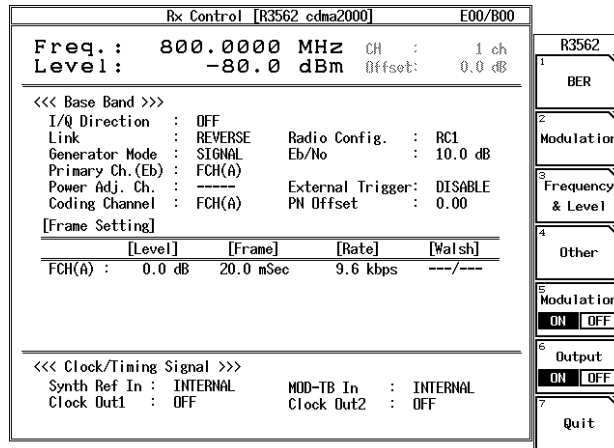 Rx Control [R3562 cdma2000] E00/B00
Freq.: 800.0000 MHz CH : 1 ch
Level: -80.0 dBm Offset: 0.0 dB
<<< Base Band >>>
I/Q Direction : OFF
Link : REVERSE Radio Config. : RC1
Generator Mode : SIGNAL Eb/No : 10.0 dB
Primary Ch.(Eb) : FCH(A)
Power Adj. Ch. : ----- External Trigger: DISABLE
Coding Channel : FCH(A) PN Offset : 0.00
[Frame Setting]
[Level] [Frame] [Rate] [Walsh]
FCH(A) : 0.0 dB 20.0 mSec 9.6 kbps ---/---
<<< Clock/Timing Signal >>>
Synth Ref In : INTERNAL MOD-TB In : INTERNAL
Clock Out1 : OFF Clock Out2 : OFF
R3562
1
BER
2
Modulation
3
Frequency
& Level
4
Other
5
Modulation
ON OFF
6
Output
ON OFF
7
Quit